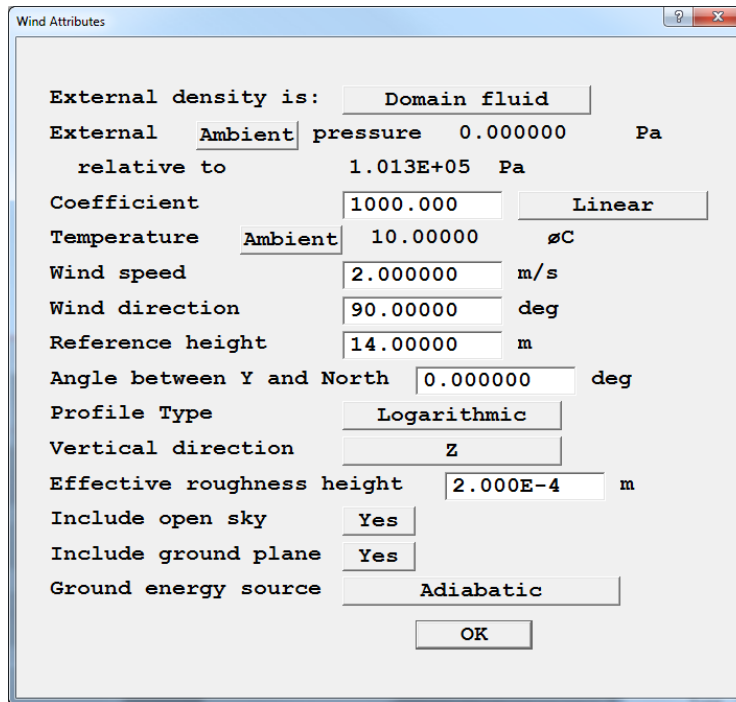 Wind Attributes
External density is: Domain fluid
External Ambient pressure 0.000000 Pa
relative to 1.013E+05 Pa
Coefficient 1000.000 Linear
Temperature Ambient 10.00000 øC
Wind speed 2.000000 m/s
Wind direction 90.00000 deg
Reference height 14.00000 m
Angle between Y and North 0.000000 deg
Profile Type Logarithmic
Vertical direction Z
Effective roughness height 2.000E-4 m
Include open sky Yes
Include ground plane Yes
Ground energy source Adiabatic
OK